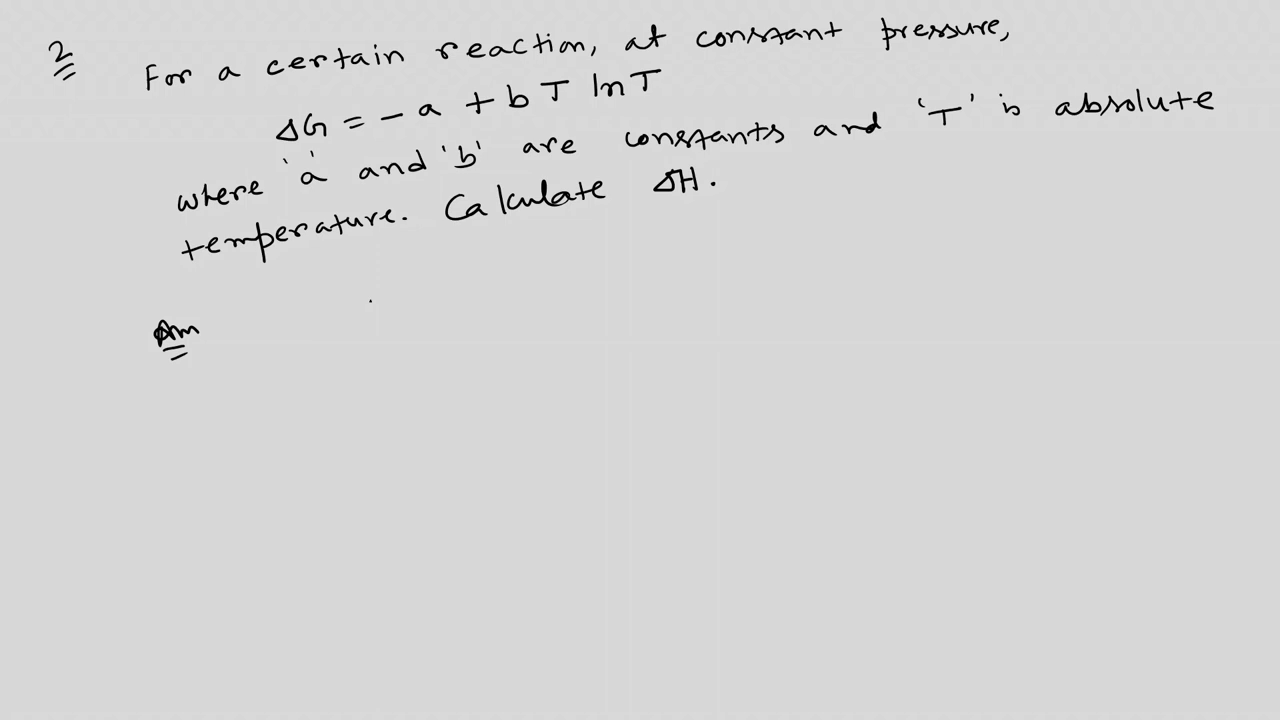 2
For a certain reaction, at constant pressure,
ΔG = - a + b T ln T
where 'a' and 'b' are constants and 'T' is absolute
temperature. Calculate ΔH.
Ans